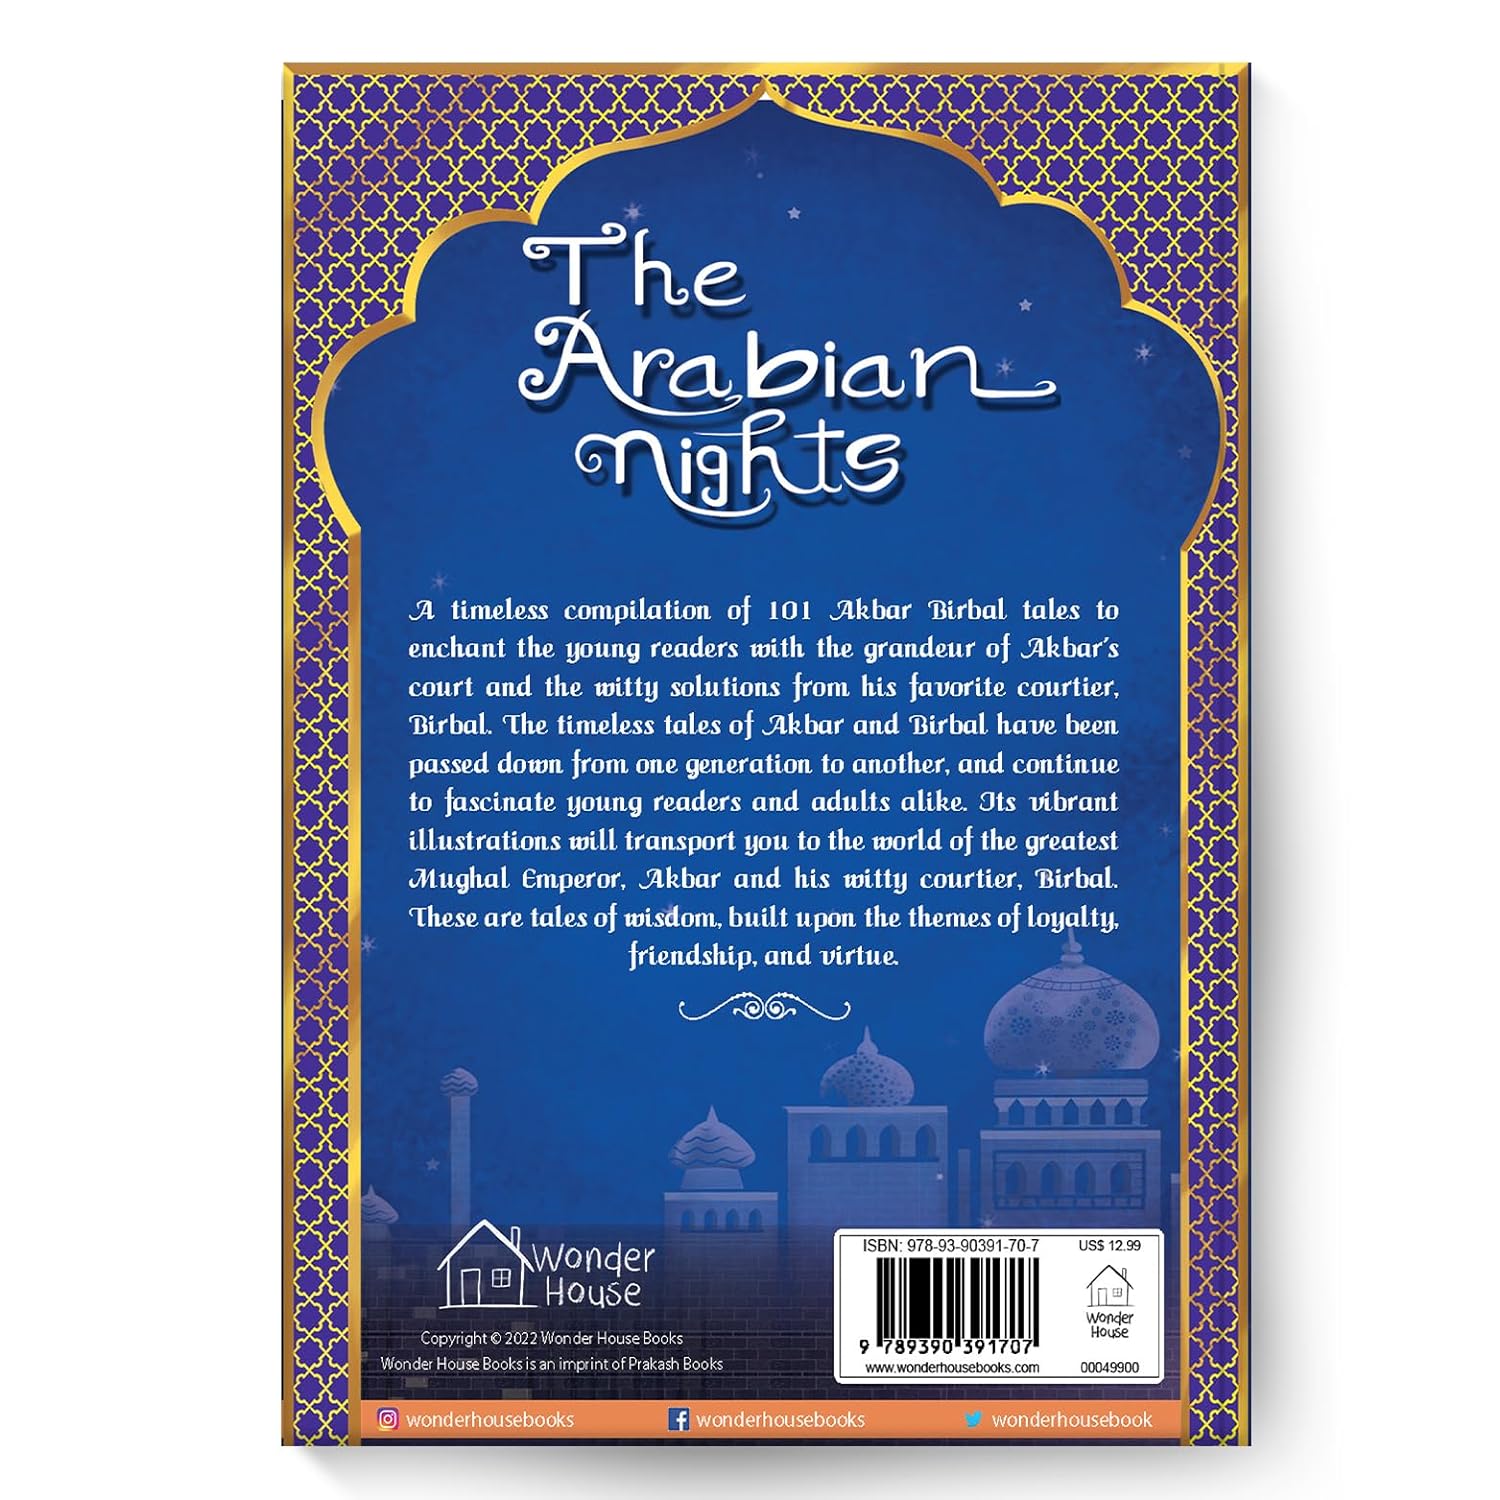 The
Arabian
Nights
A timeless compilation of 101 Akbar Birbal tales to
enchant the young readers with the grandeur of Akbar's
court and the witty solutions from his favorite courtier,
Birbal. The timeless tales of Akbar and Birbal have been
passed down from one generation to another, and continue
to fascinate young readers and adults alike. Its vibrant
illustrations will transport you to the world of the greatest
Mughal Emperor, Akbar and his witty courtier, Birbal.
These are tales of wisdom, built upon the themes of loyalty,
friendship, and virtue.
Wonder
House
Copyright © 2022 Wonder House Books
Wonder House Books is an imprint of Prakash Books
ISBN: 978-93-90391-70-7
US$ 12.99
9 789390 391707
www.wonderhousebooks.com
Wonder
House
00049900
wonderhousebooks
wonderhousebooks
wonderhousebook